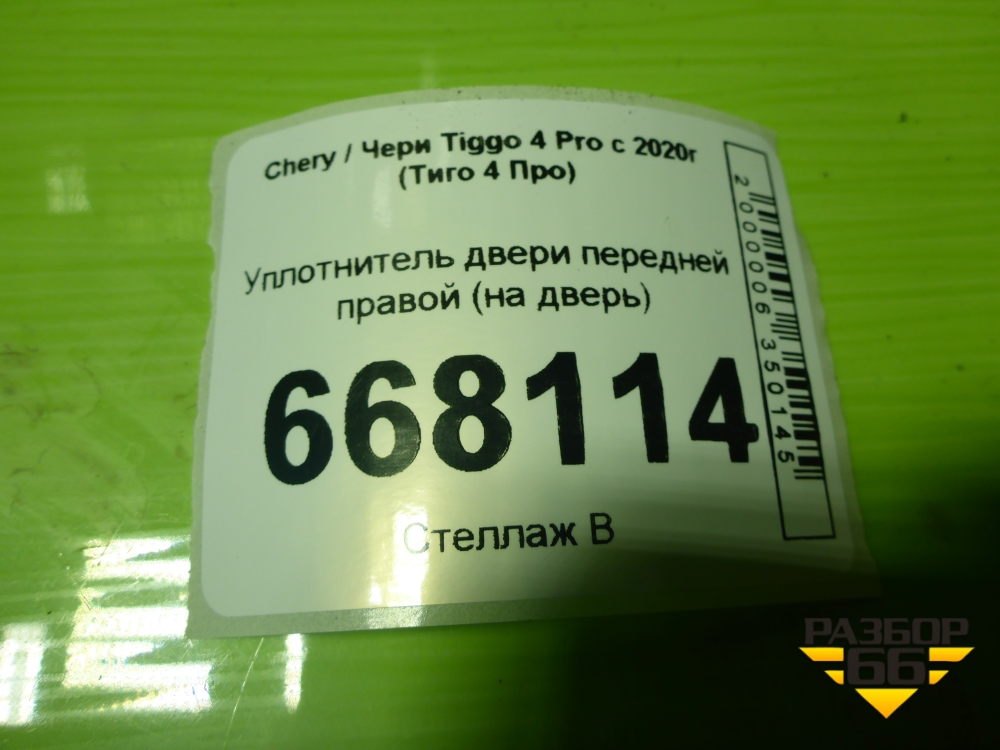 Chery / Чери Tiggo 4 Pro с 2020г
(Тиго 4 Про)
Уплотнитель двери передней
правой (на дверь)
668114
Стеллаж В
2000006350145
РАЗБОР
66